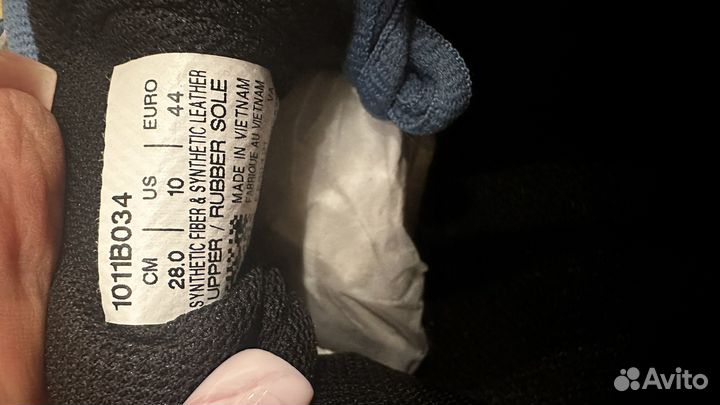 1011B034
CM | US | EURO
28.0 | 10 | 44
SYNTHETIC FIBER & SYNTHETIC LEATHER
UPPER / RUBBER SOLE
MADE IN VIETNAM
FABRIQUE AU VIETNAM
Avito